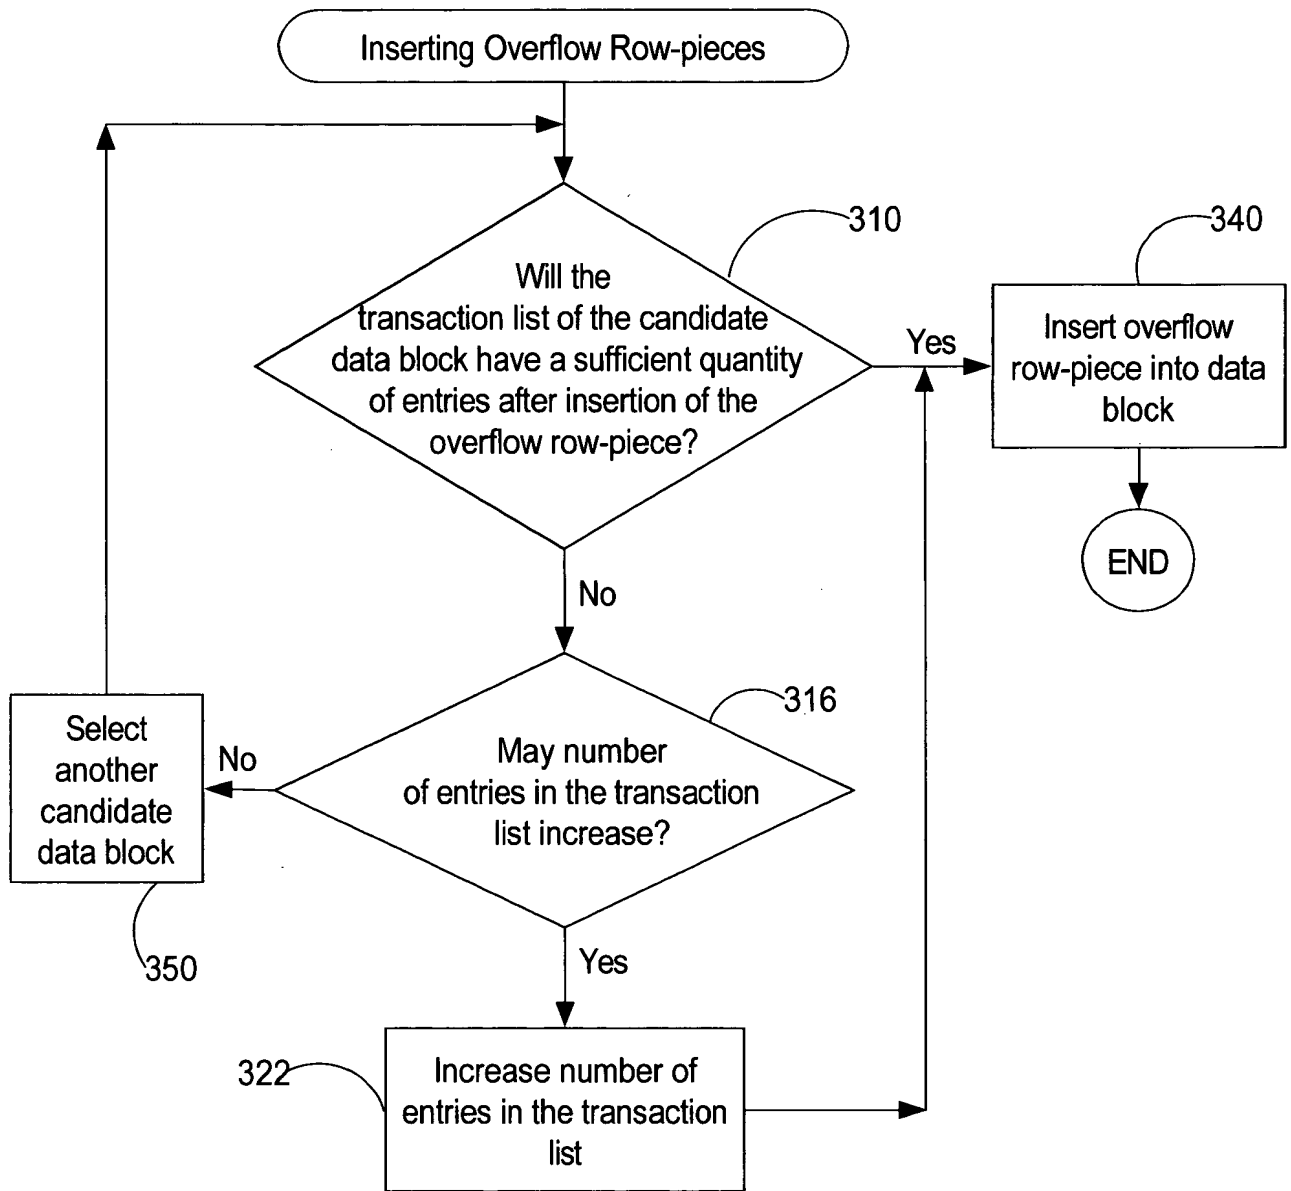 Inserting Overflow Row-pieces
310
Will the
transaction list of the candidate
data block have a sufficient quantity
of entries after insertion of the
overflow row-piece?
Yes
340
Insert overflow
row-piece into data
block
END
No
316
May number
of entries in the transaction
list increase?
No
Select
another
candidate
data block
350
Yes
322
Increase number of
entries in the transaction
list